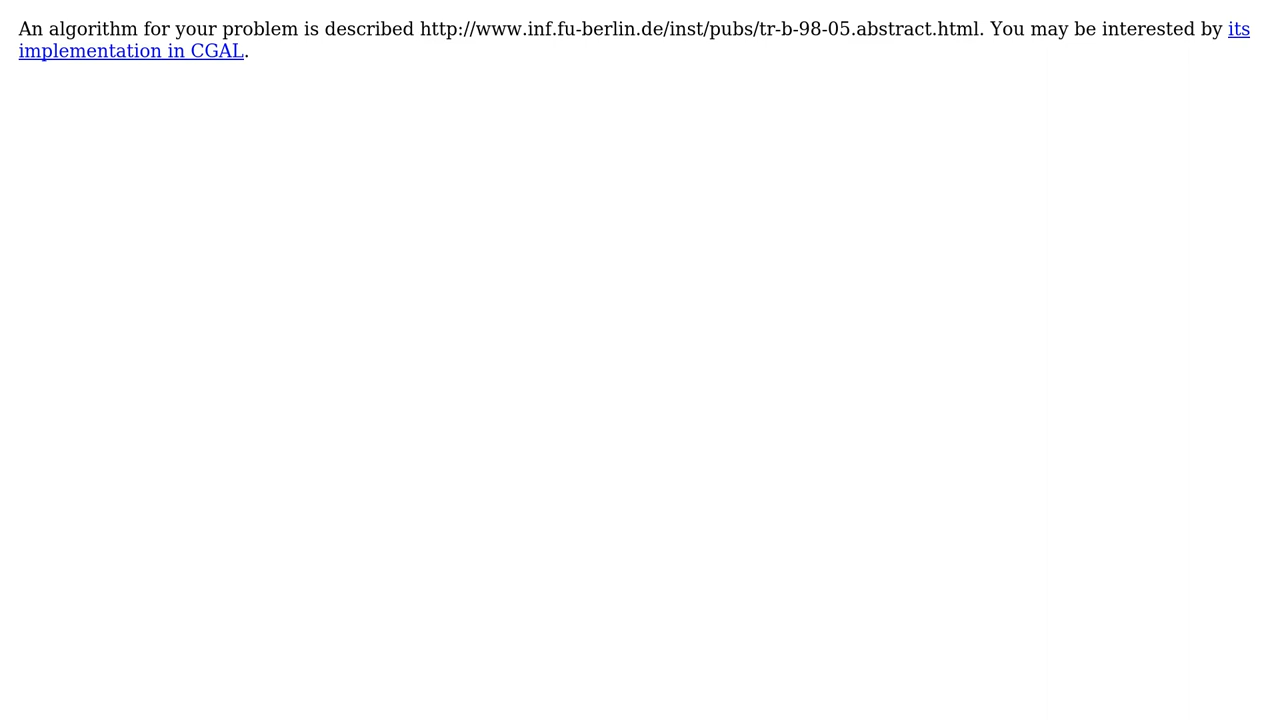 An algorithm for your problem is described http://www.inf.fu-berlin.de/inst/pubs/tr-b-98-05.abstract.html. You may be interested by its
implementation in CGAL.